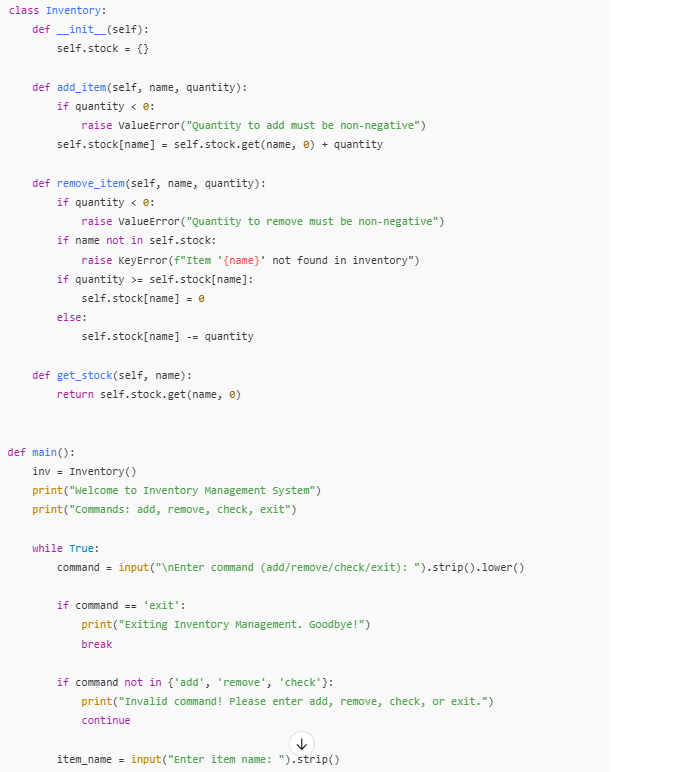 class Inventory:
    def __init__(self):
        self.stock = {}

    def add_item(self, name, quantity):
        if quantity < 0:
            raise ValueError("Quantity to add must be non-negative")
        self.stock[name] = self.stock.get(name, 0) + quantity

    def remove_item(self, name, quantity):
        if quantity < 0:
            raise ValueError("Quantity to remove must be non-negative")
        if name not in self.stock:
            raise KeyError(f"Item '{name}' not found in inventory")
        if quantity >= self.stock[name]:
            self.stock[name] = 0
        else:
            self.stock[name] -= quantity

    def get_stock(self, name):
        return self.stock.get(name, 0)


def main():
    inv = Inventory()
    print("Welcome to Inventory Management System")
    print("Commands: add, remove, check, exit")

    while True:
        command = input("\nEnter command (add/remove/check/exit): ").strip().lower()

        if command == 'exit':
            print("Exiting Inventory Management. Goodbye!")
            break

        if command not in {'add', 'remove', 'check'}:
            print("Invalid command! Please enter add, remove, check, or exit.")
            continue

        item_name = input("Enter item name: ").strip()